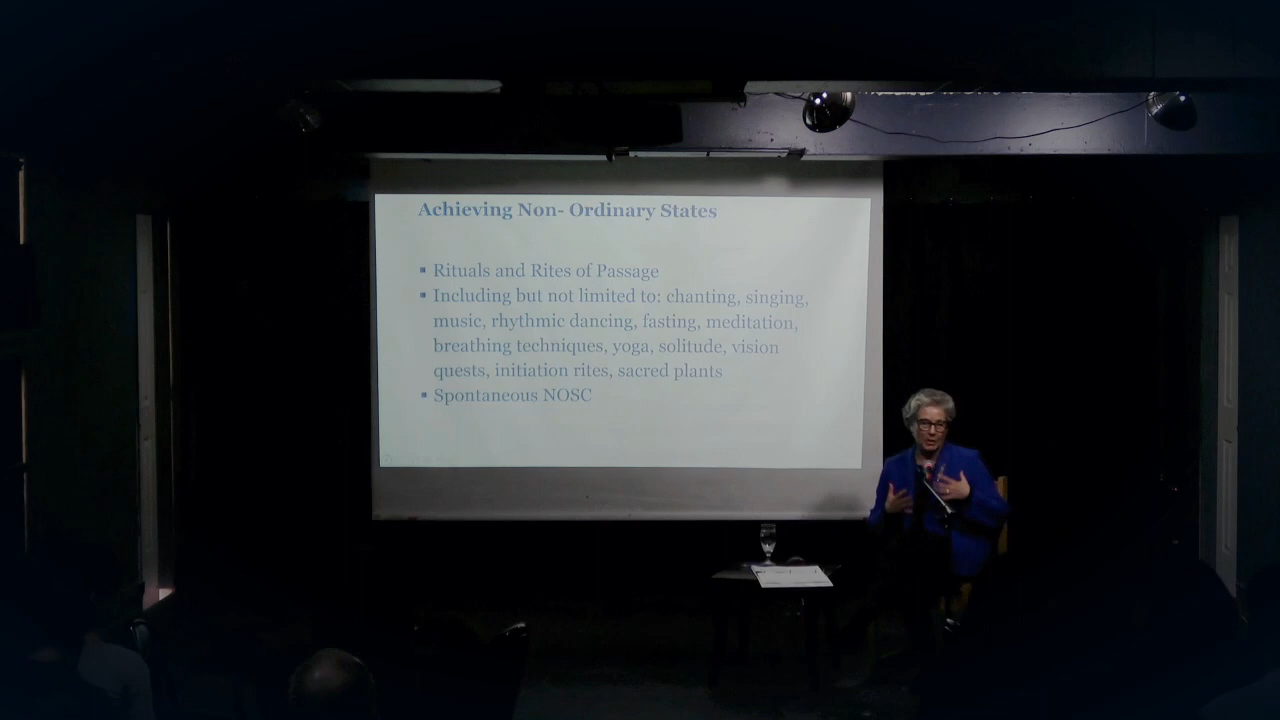 Achieving Non- Ordinary States
▪ Rituals and Rites of Passage
▪ Including but not limited to: chanting, singing,
music, rhythmic dancing, fasting, meditation,
breathing techniques, yoga, solitude, vision
quests, initiation rites, sacred plants
▪ Spontaneous NOSC